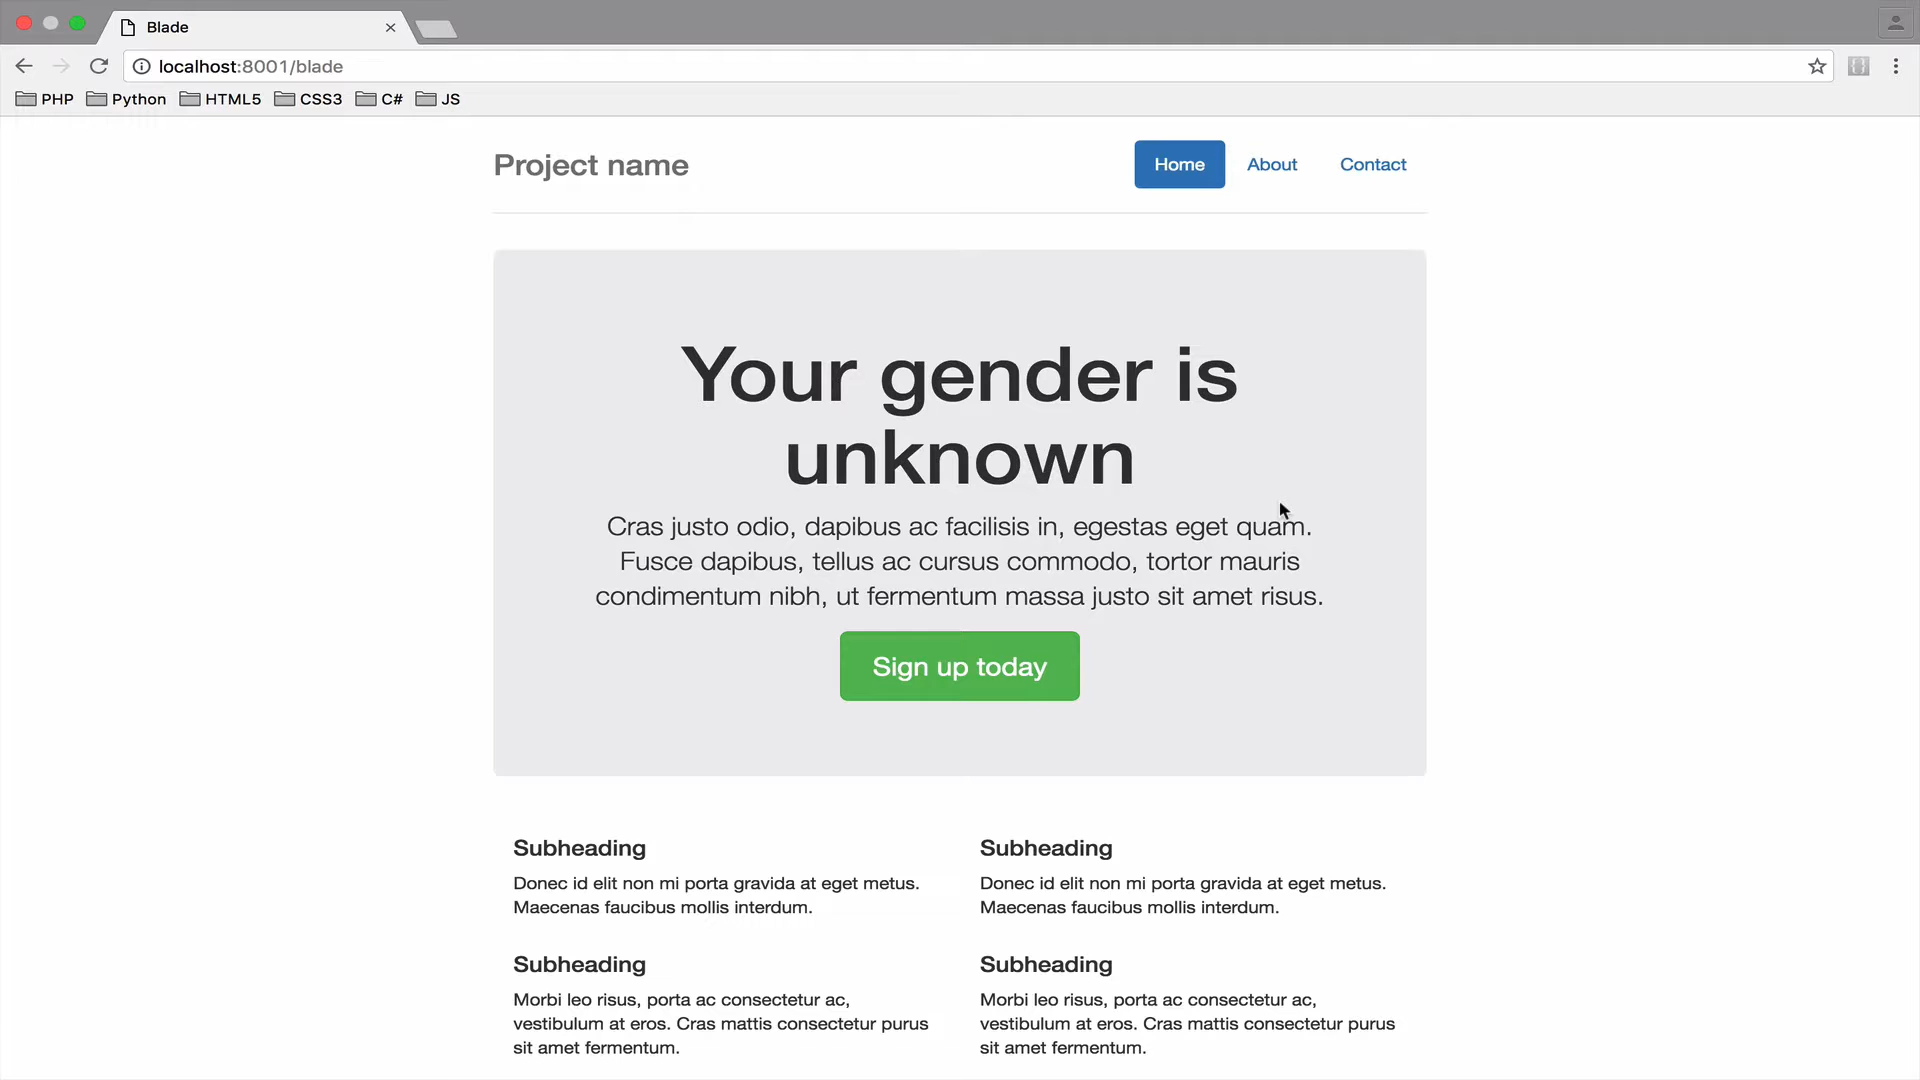 Blade
localhost:8001/blade
PHP Python HTML5 CSS3 C# JS
Project name
Home About Contact
Your gender is
unknown
Cras justo odio, dapibus ac facilisis in, egestas eget quam.
Fusce dapibus, tellus ac cursus commodo, tortor mauris
condimentum nibh, ut fermentum massa justo sit amet risus.
Sign up today
Subheading
Donec id elit non mi porta gravida at eget metus.
Maecenas faucibus mollis interdum.
Subheading
Morbi leo risus, porta ac consectetur ac,
vestibulum at eros. Cras mattis consectetur purus
sit amet fermentum.
Subheading
Donec id elit non mi porta gravida at eget metus.
Maecenas faucibus mollis interdum.
Subheading
Morbi leo risus, porta ac consectetur ac,
vestibulum at eros. Cras mattis consectetur purus
sit amet fermentum.